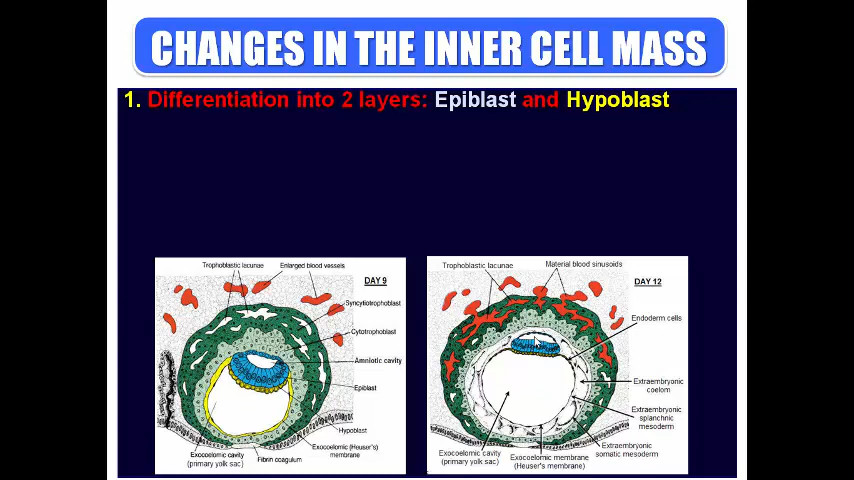 CHANGES IN THE INNER CELL MASS
1. Differentiation into 2 layers: Epiblast and Hypoblast
Trophoblastic lacunae
Enlarged blood vessels
DAY 9
Syncytiotrophoblast
Cytotrophoblast
Amniotic cavity
Epiblast
Hypoblast
Exocoelomic (Heuser's)
membrane
Fibrin coagulum
Exocoelomic cavity
(primary yolk sac)
Trophoblastic lacunae
Material blood sinusoids
DAY 12
Endoderm cells
Extraembryonic
coelom
Extraembryonic
splanchnic
mesoderm
Extraembryonic
somatic mesoderm
Exocoelomic membrane
(Heuser's membrane)
Exocoelomic cavity
(primary yolk sac)